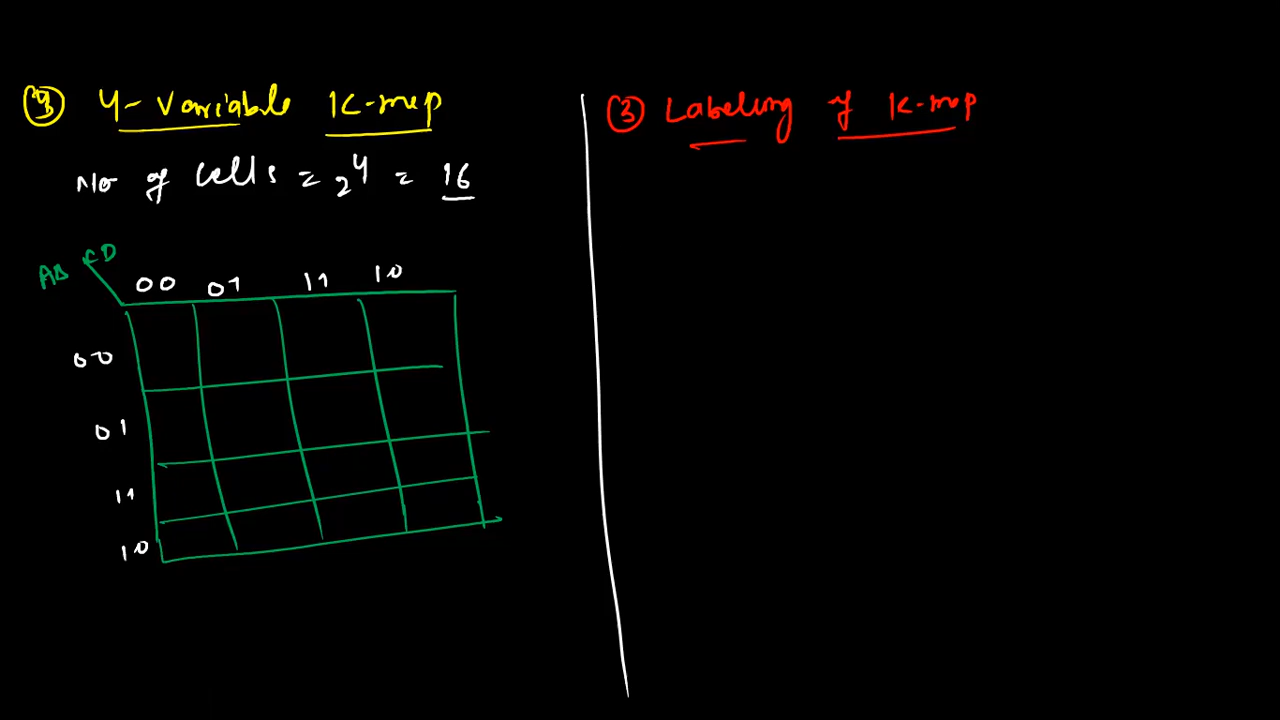 ④ 4-Variable K-map
No of Cells = 2^4 = 16
AB CD
00 01 11 10
00
01
11
10
③ Labeling of K-map